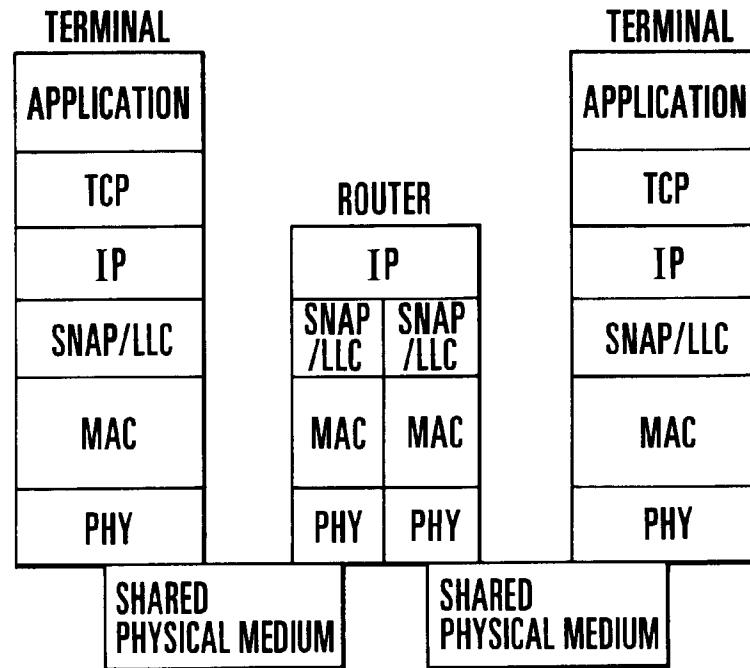 TERMINAL
APPLICATION
TCP
IP
SNAP/LLC
MAC
PHY
ROUTER
IP
SNAP
/LLC
SNAP
/LLC
MAC
MAC
PHY
PHY
TERMINAL
APPLICATION
TCP
IP
SNAP/LLC
MAC
PHY
SHARED
PHYSICAL MEDIUM
SHARED
PHYSICAL MEDIUM